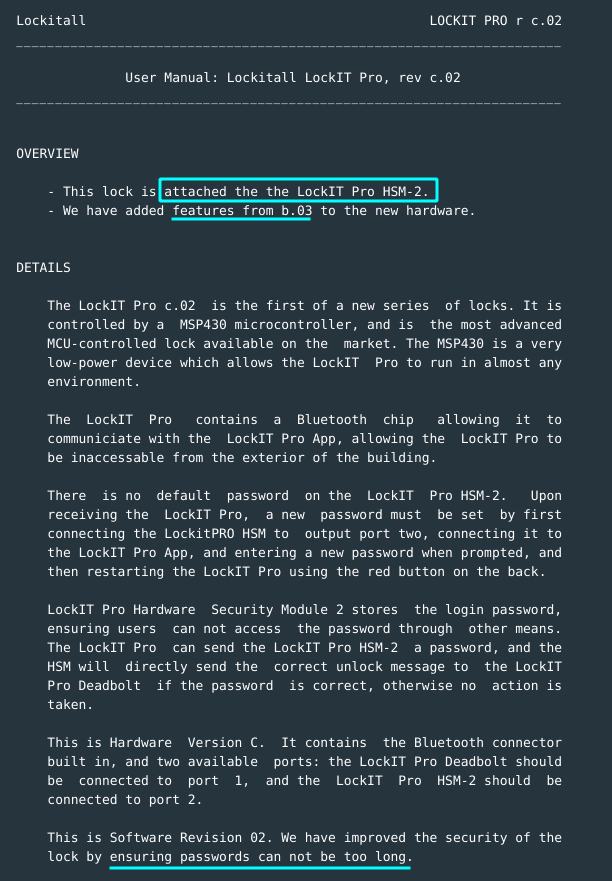 Lockitall LOCKIT PRO r c.02
User Manual: Lockitall LockIT Pro, rev c.02
OVERVIEW
- This lock is attached the the LockIT Pro HSM-2.
- We have added features from b.03 to the new hardware.
DETAILS
The LockIT Pro c.02 is the first of a new series of locks. It is
controlled by a MSP430 microcontroller, and is the most advanced
MCU-controlled lock available on the market. The MSP430 is a very
low-power device which allows the LockIT Pro to run in almost any
environment.
The LockIT Pro contains a Bluetooth chip allowing it to
communiciate with the LockIT Pro App, allowing the LockIT Pro to
be inaccessable from the exterior of the building.
There is no default password on the LockIT Pro HSM-2. Upon
receiving the LockIT Pro, a new password must be set by first
connecting the LockitPRO HSM to output port two, connecting it to
the LockIT Pro App, and entering a new password when prompted, and
then restarting the LockIT Pro using the red button on the back.
LockIT Pro Hardware Security Module 2 stores the login password,
ensuring users can not access the password through other means.
The LockIT Pro can send the LockIT Pro HSM-2 a password, and the
HSM will directly send the correct unlock message to the LockIT
Pro Deadbolt if the password is correct, otherwise no action is
taken.
This is Hardware Version C. It contains the Bluetooth connector
built in, and two available ports: the LockIT Pro Deadbolt should
be connected to port 1, and the LockIT Pro HSM-2 should be
connected to port 2.
This is Software Revision 02. We have improved the security of the
lock by ensuring passwords can not be too long.